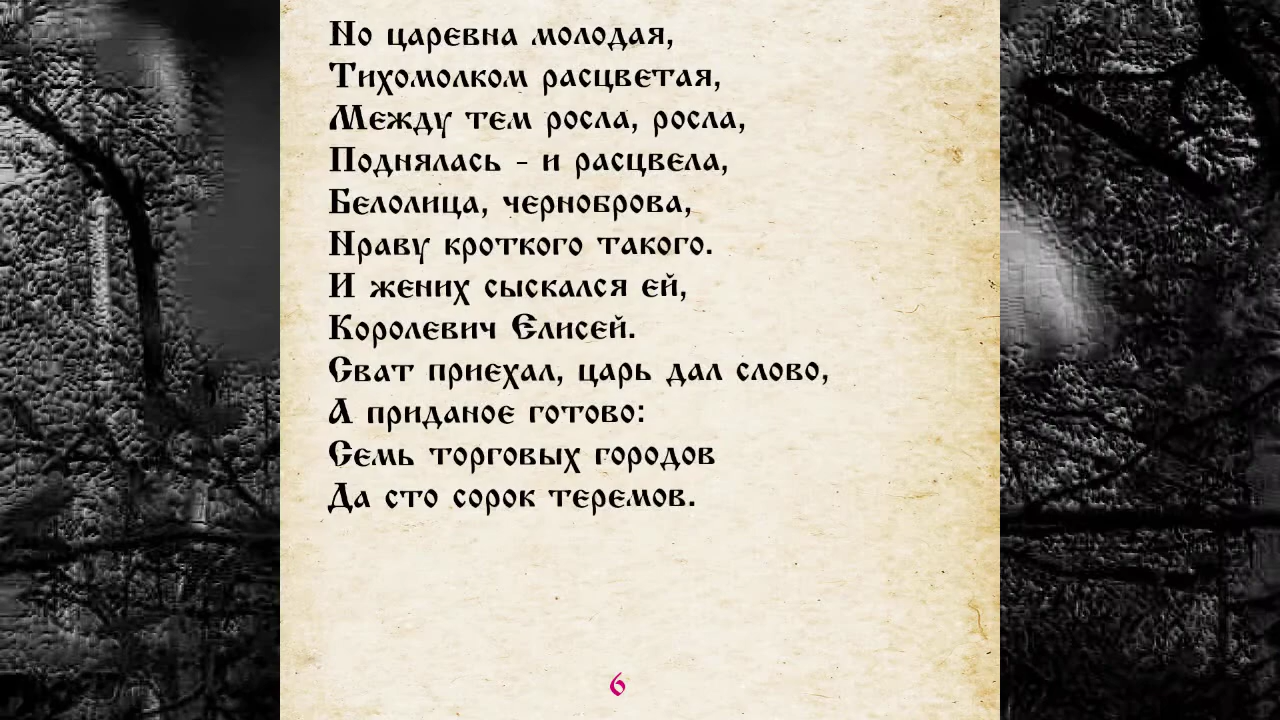 Но царевна молодая,
Тихомолком расцветая,
Между тем росла, росла,
Поднялась - и расцвела,
Белолица, черноброва,
Нраву кроткого такого.
И жених сыскался ей,
Королевич Елисей.
Сват приехал, царь дал слово,
А приданое готово:
Семь торговых городов
Да сто сорок теремов.
6